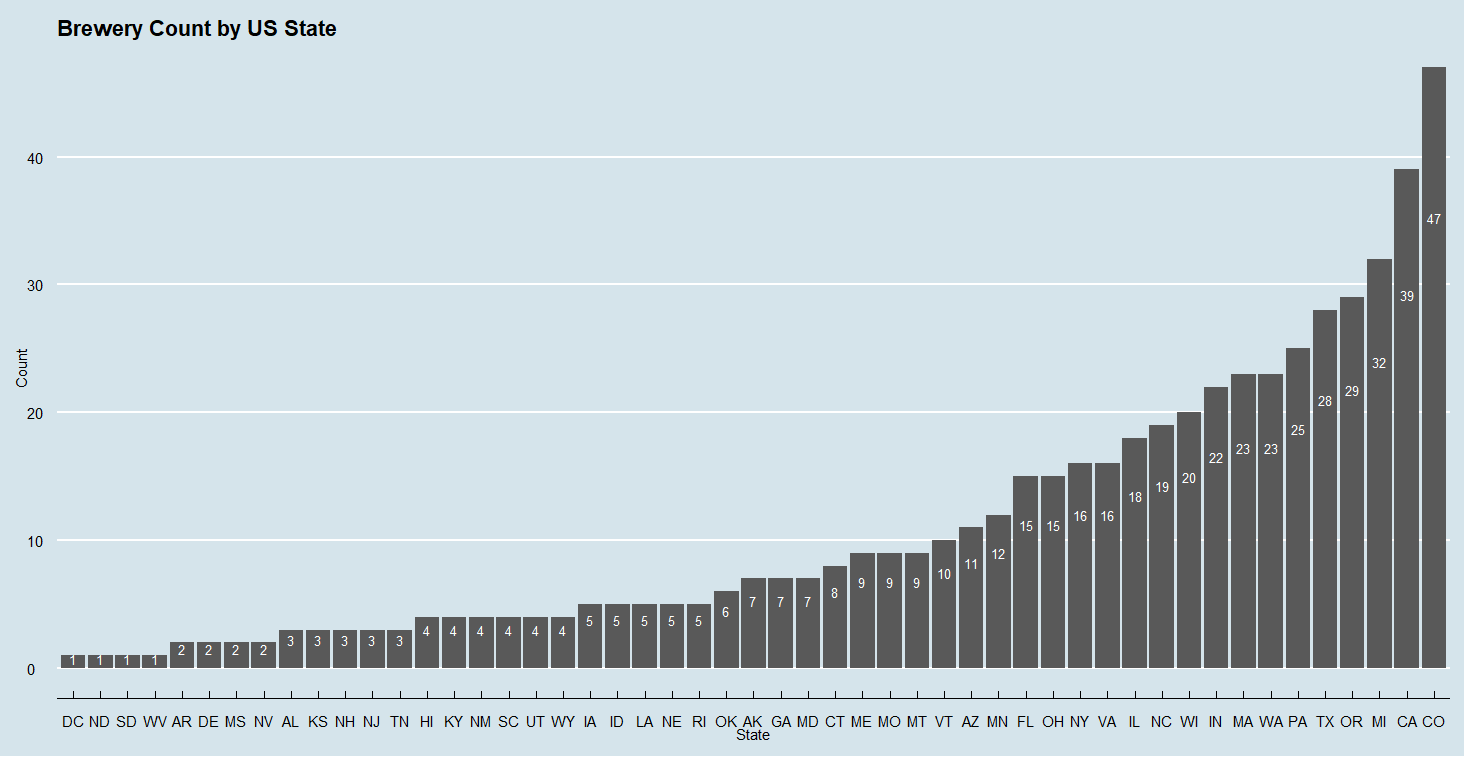 Brewery Count by US State
40
30
20
10
0
Count
1 1 1 1 2 2 2 2 3 3 3 3 3 4 4 4 4 4 4 5 5 5 5 5 6 7 7 7 8 9 9 9 10 11 12 15 15 16 16 18 19 20 22 23 23 25 28 29 32 39 47
DC ND SD WV AR DE MS NV AL KS NH NJ TN HI KY NM SC UT WY IA ID LA NE RI OK AK GA MD CT ME MO MT VT AZ MN FL OH NY VA IL NC WI IN MA WA PA TX OR MI CA CO
State